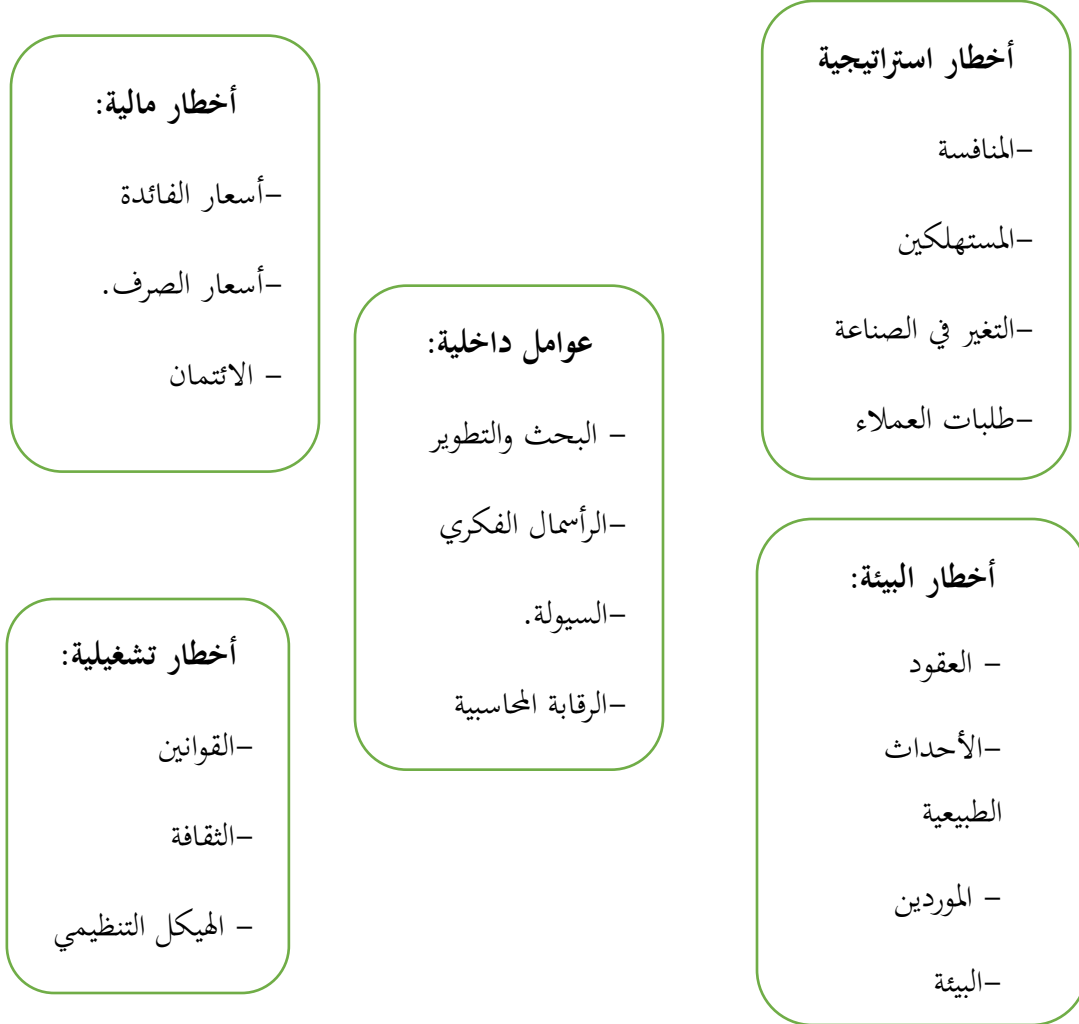 أخطار استراتيجية
-المنافسة
-المستهلكين
-التغير في الصناعة
-طلبات العملاء
أخطار مالية:
-أسعار الفائدة
-أسعار الصرف.
- الائتمان
عوامل داخلية:
- البحث والتطوير
-الرأسمال الفكري
-السيولة.
-الرقابة المحاسبية
أخطار البيئة:
- العقود
-الأحداث
الطبيعية
- الموردين
-البيئة
أخطار تشغيلية:
-القوانين
-الثقافة
- الهيكل التنظيمي